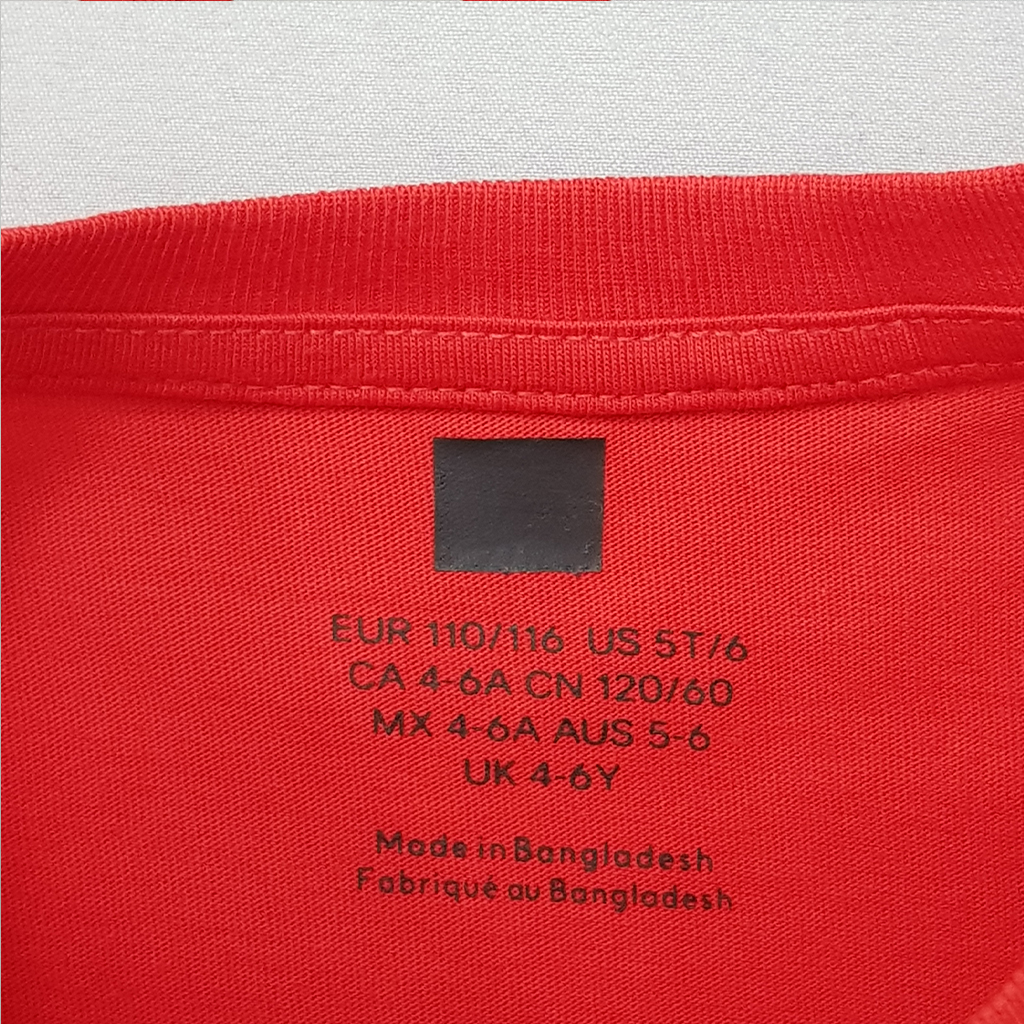 EUR 110/116 US 5T/6
CA 4-6A CN 120/60
MX 4-6A AUS 5-6
UK 4-6Y
Made in Bangladesh
Fabriqué au Bangladesh